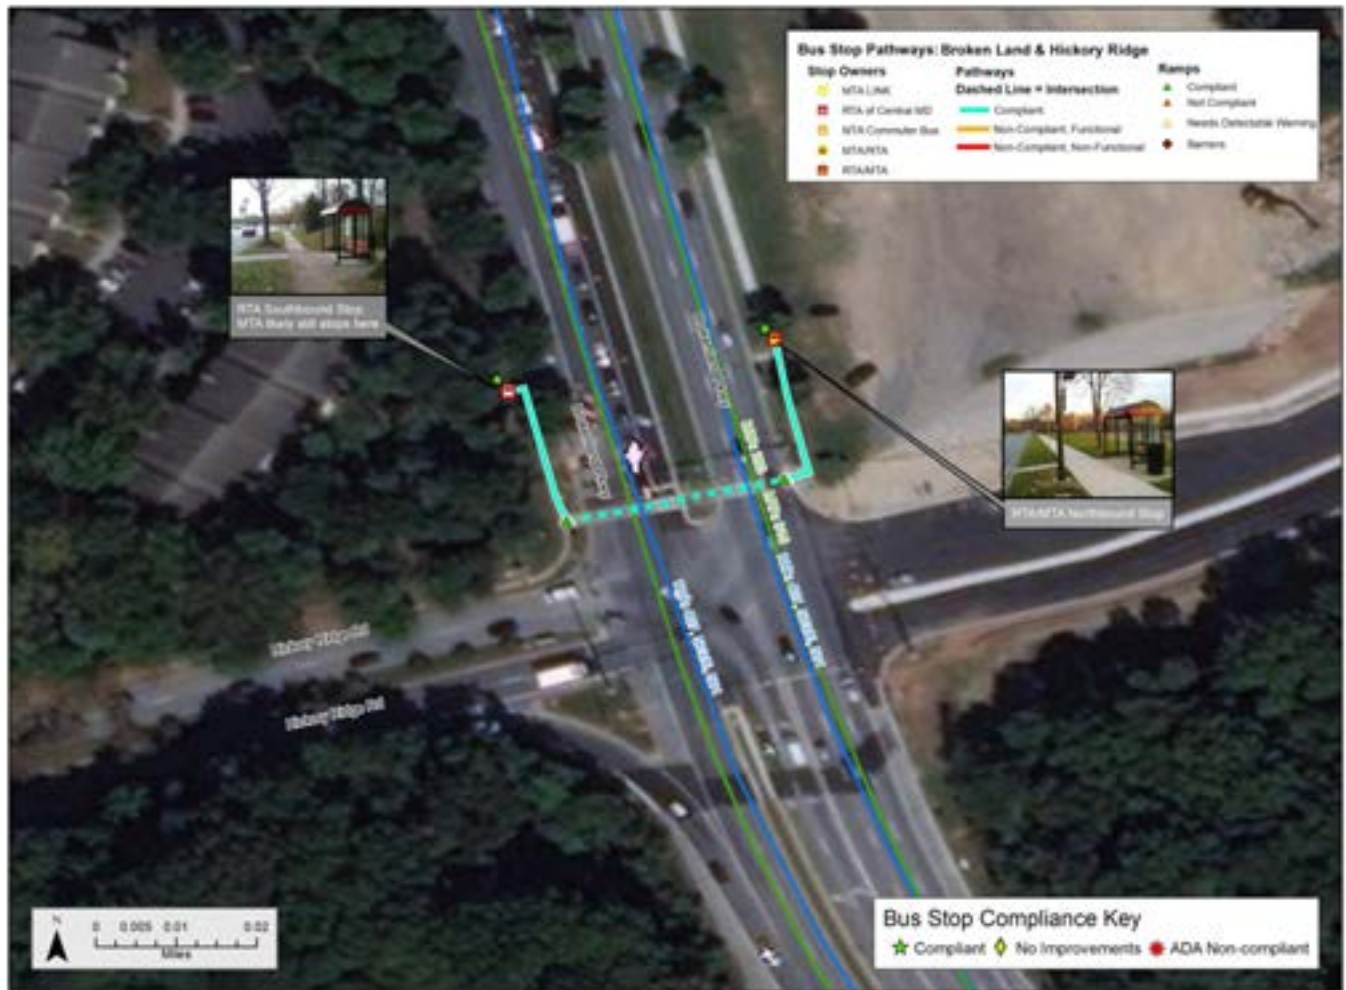 Bus Stop Pathways: Broken Land & Hickory Ridge
Stop Owners
MTA LINK
RTA of Central MD
MTA Commuter Bus
MTA/RTA
RTA/MTA
Pathways
Dashed Line = Intersection
Compliant
Non-Compliant, Functional
Non-Compliant, Non-Functional
Ramps
Compliant
Not Compliant
Needs Detectable Warning
Barriers
RTA Southbound Stop,
MTA likely still stops here
Northbound Stop
Hickory Ridge Rd
Hickory Ridge Rd
N
0 0.005 0.01 0.02
Miles
Bus Stop Compliance Key
Compliant No Improvements ADA Non-compliant